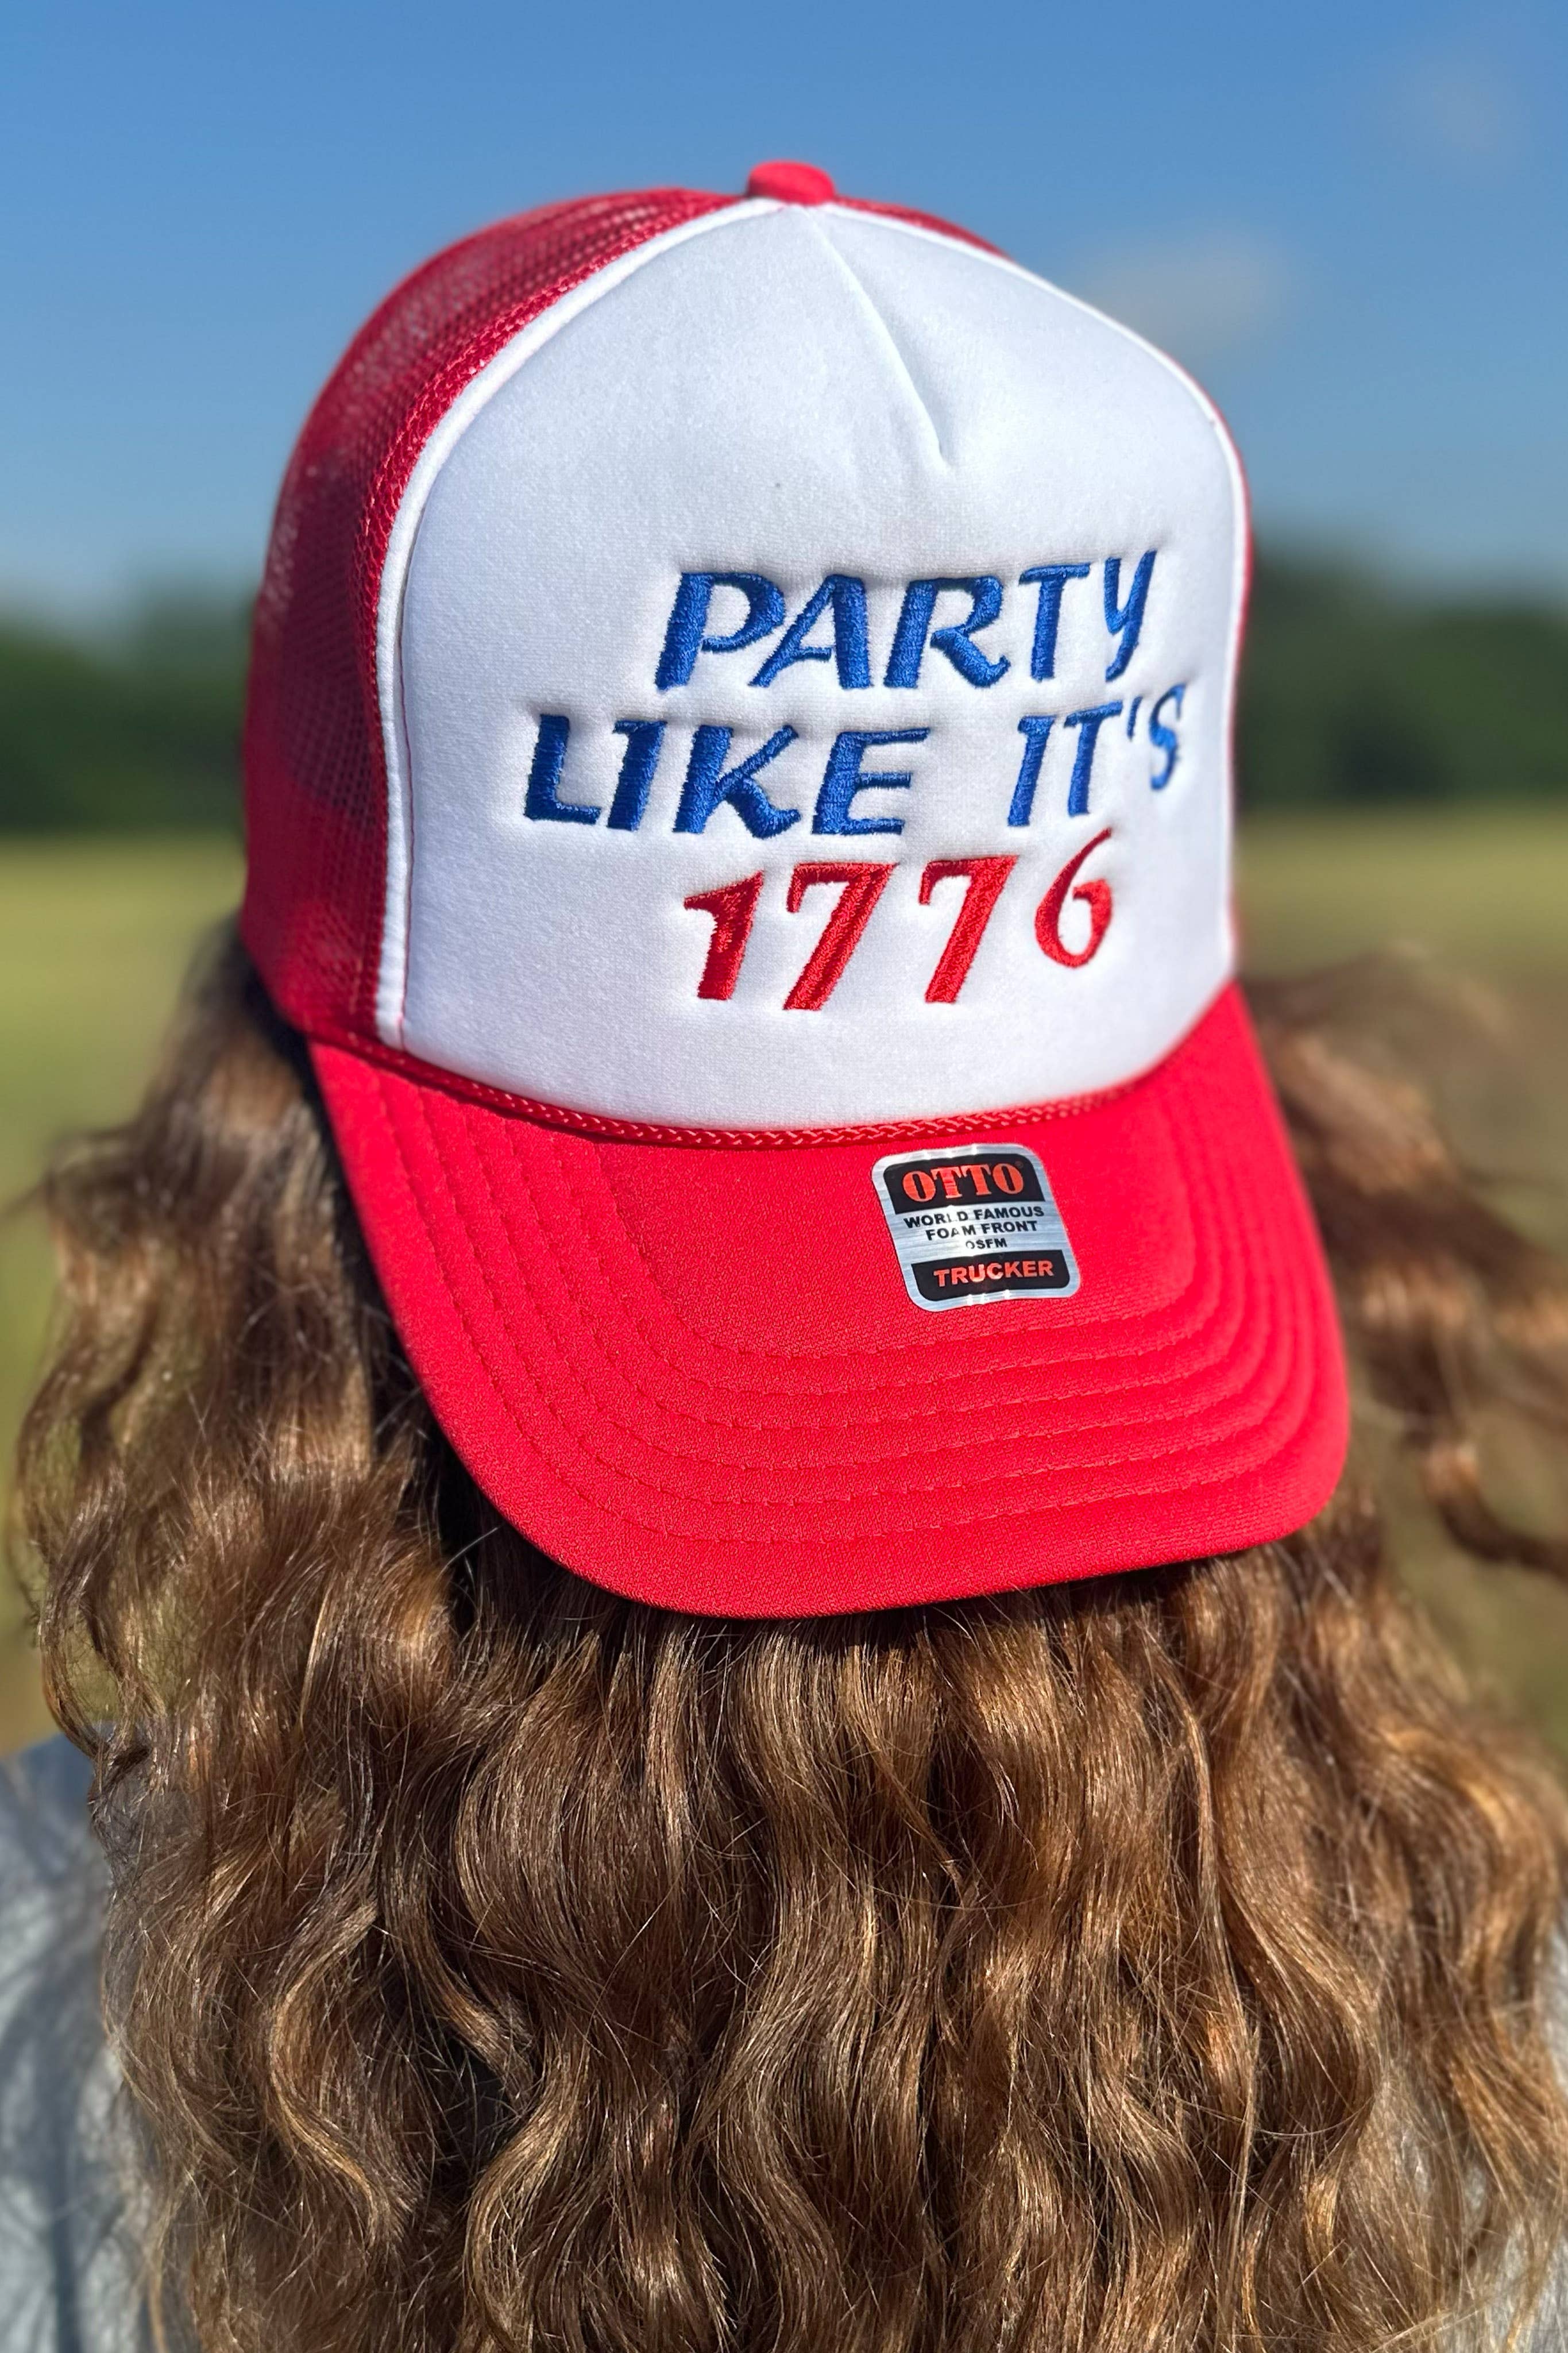 PARTY
LIKE IT'S
1776
OTTO
WORLD FAMOUS
FOAM FRONT
OSFM
TRUCKER